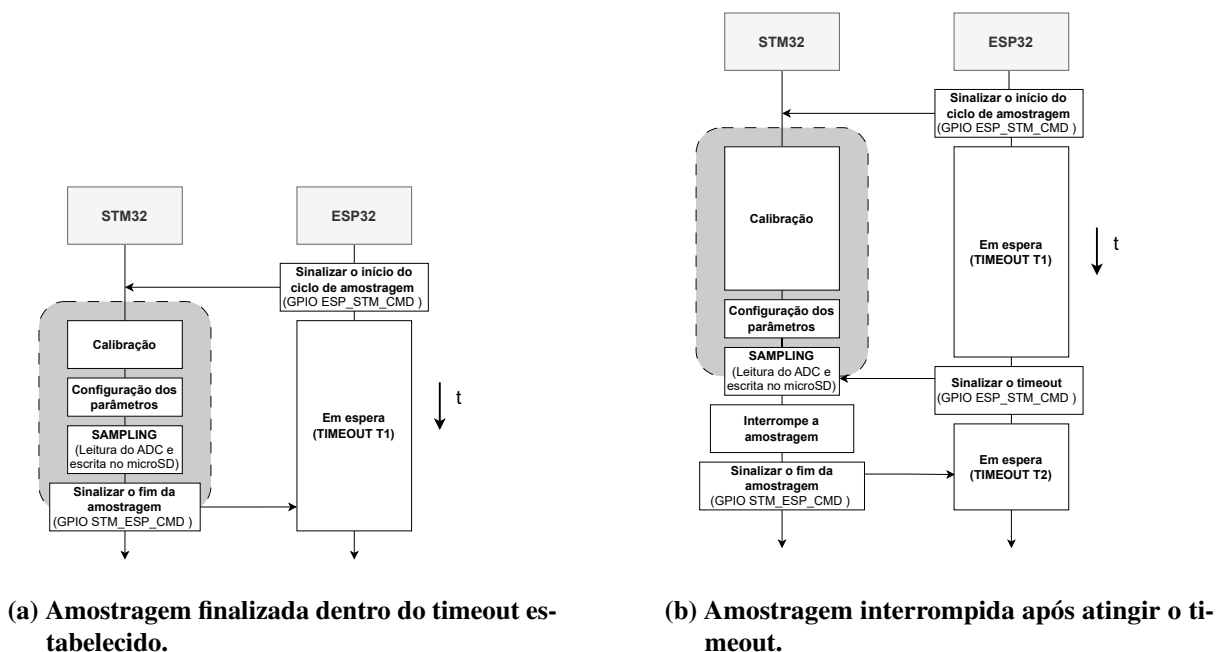 STM32
ESP32
Sinalizar o início do
ciclo de amostragem
(GPIO ESP_STM_CMD )
Calibração
Configuração dos
parâmetros
SAMPLING
(Leitura do ADC e
escrita no microSD)
Em espera
(TIMEOUT T1)
t
Sinalizar o fim da
amostragem
(GPIO STM_ESP_CMD )
(a) Amostragem finalizada dentro do timeout es-
tabelecido.
STM32
ESP32
Sinalizar o início do
ciclo de amostragem
(GPIO ESP_STM_CMD )
Calibração
Em espera
(TIMEOUT T1)
t
Configuração dos
parâmetros
SAMPLING
(Leitura do ADC e
escrita no microSD)
Sinalizar o timeout
(GPIO ESP_STM_CMD )
Interrompe a
amostragem
Sinalizar o fim da
amostragem
(GPIO STM_ESP_CMD )
Em espera
(TIMEOUT T2)
(b) Amostragem interrompida após atingir o ti-
meout.